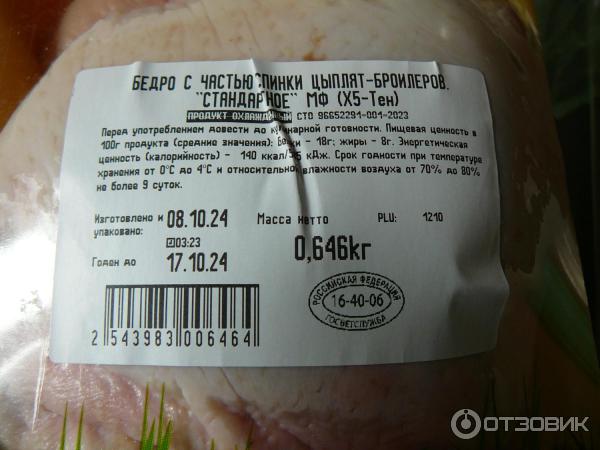 БЕДРО С ЧАСТЬЮ СПИНКИ ЦЫПЛЯТ-БРОЙЛЕРОВ.
"СТАНДАРТНОЕ" МФ (Х5-Тен)
ПРОДУКТ ОХЛАЖДЕННЫЙ СТО 96652291-001-2023
Перед употреблением довести до кулинарной готовности. Пищевая ценность в
100г продукта (средние значения): Белки - 18г; жиры - 8г. Энергетическая
ценность (калорийность) - 140 ккал/ кДж. Срок годности при температуре
хранения от 0°С до 4°С и относительной влажности воздуха от 70% до 80%
не более 9 суток.
Изготовлено и 08.10.24 Масса нетто PLU: 1210
упаковано: 03:23 0,646кг
Годен до 17.10.24
РОССИЙСКАЯ ФЕДЕРАЦИЯ
16-40-06
ГОСВЕТСЛУЖБА
2 543983 006464
ОТЗОВИК